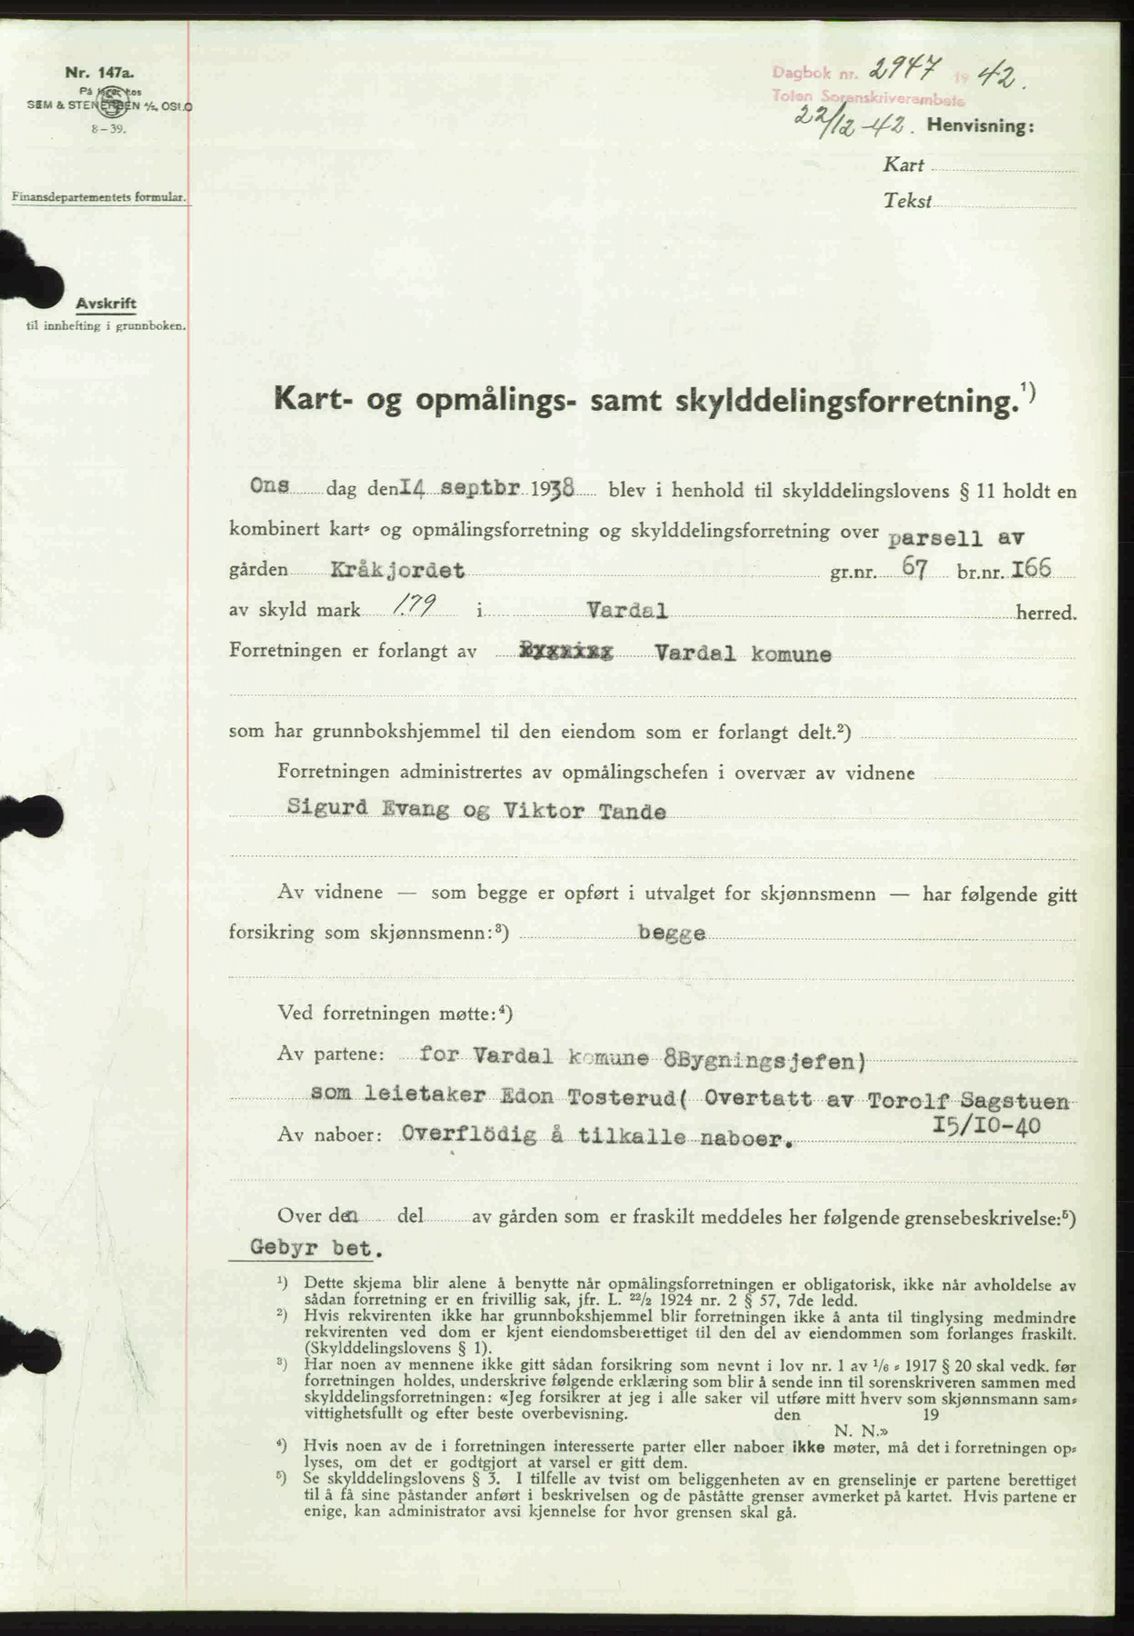 Nr. 147a.
På lager hos
SEM & STENERSEN A/S, OSLO
8-39.
Finansdepartementets formular.
Avskrift
til innhefting i grunnboken.
Dagbok nr. 2947 1942.
Toten Sorenskriverembete
22/12-42. Henvisning:
Kart
Tekst
Kart- og opmålings- samt skylddelingsforretning.¹)
Ons dag den I4 septbr 1938 blev i henhold til skylddelingslovens § 11 holdt en
kombinert kart- og opmålingsforretning og skylddelingsforretning over parsell av
gården Kråkjordet gr.nr. 67 br.nr. I66
av skyld mark 1.79 i Vardal herred.
Forretningen er forlangt av Vardal komune
som har grunnbokshjemmel til den eiendom som er forlangt delt.²)
Forretningen administrertes av opmålingschefen i overvær av vidnene
Sigurd Evang og Viktor Tande
Av vidnene — som begge er opført i utvalget for skjønnsmenn — har følgende gitt
forsikring som skjønnsmenn:³) begge
Ved forretningen møtte:⁴)
Av partene: for Vardal komune 8Bygningsjefen)
som leietaker Edon Tosterud( Overtatt av Torolf Sagstuen
I5/I0-40
Av naboer: Overflödig å tilkalle naboer.
Over den del av gården som er fraskilt meddeles her følgende grensebeskrivelse:⁵)
Gebyr bet.
¹) Dette skjema blir alene å benytte når opmålingsforretningen er obligatorisk, ikke når avholdelse av
sådan forretning er en frivillig sak, jfr. L. 22/2 1924 nr. 2 § 57, 7de ledd.
²) Hvis rekvirenten ikke har grunnbokshjemmel blir forretningen ikke å anta til tinglysing medmindre
rekvirenten ved dom er kjent eiendomsberettiget til den del av eiendommen som forlanges fraskilt.
(Skylddelingslovens § 1).
³) Har noen av mennene ikke gitt sådan forsikring som nevnt i lov nr. 1 av 1/6 - 1917 § 20 skal vedk. før
forretningen holdes, underskrive følgende erklæring som blir å sende inn til sorenskriveren sammen med
skylddelingsforretningen: «Jeg forsikrer at jeg i alle saker vil utføre mitt hverv som skjønnsmann sam-
vittighetsfullt og efter beste overbevisning. den 19
N. N.»
⁴) Hvis noen av de i forretningen interesserte parter eller naboer ikke møter, må det i forretningen op-
lyses, om det er godtgjort at varsel er gitt dem.
⁵) Se skylddelingslovens § 3. I tilfelle av tvist om beliggenheten av en grenselinje er partene berettiget
til å få sine påstander anført i beskrivelsen og de påståtte grenser avmerket på kartet. Hvis partene er
enige, kan administrator avsi kjennelse for hvor grensen skal gå.